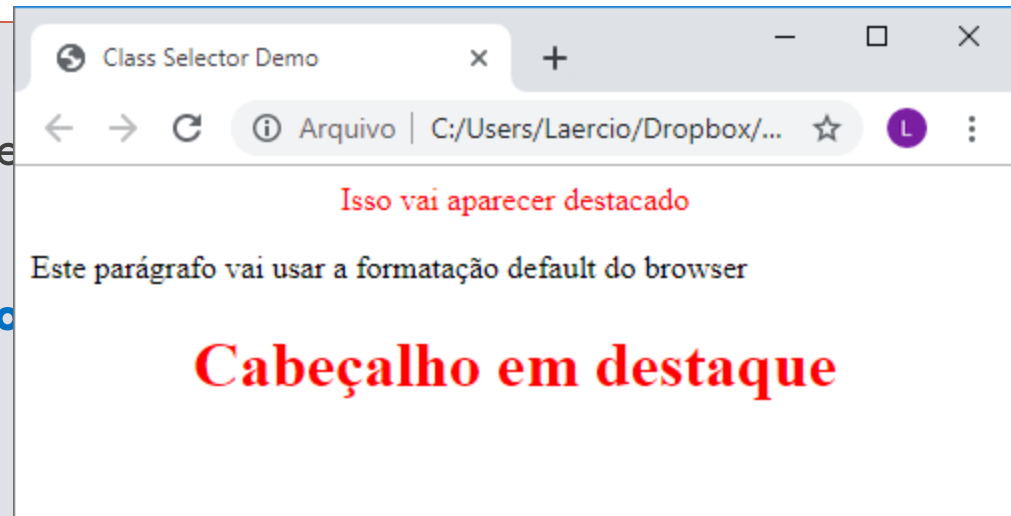 Class Selector Demo
Arquivo | C:/Users/Laercio/Dropbox/... L
e
Isso vai aparecer destacado
Este parágrafo vai usar a formatação default do browser
o
Cabeçalho em destaque